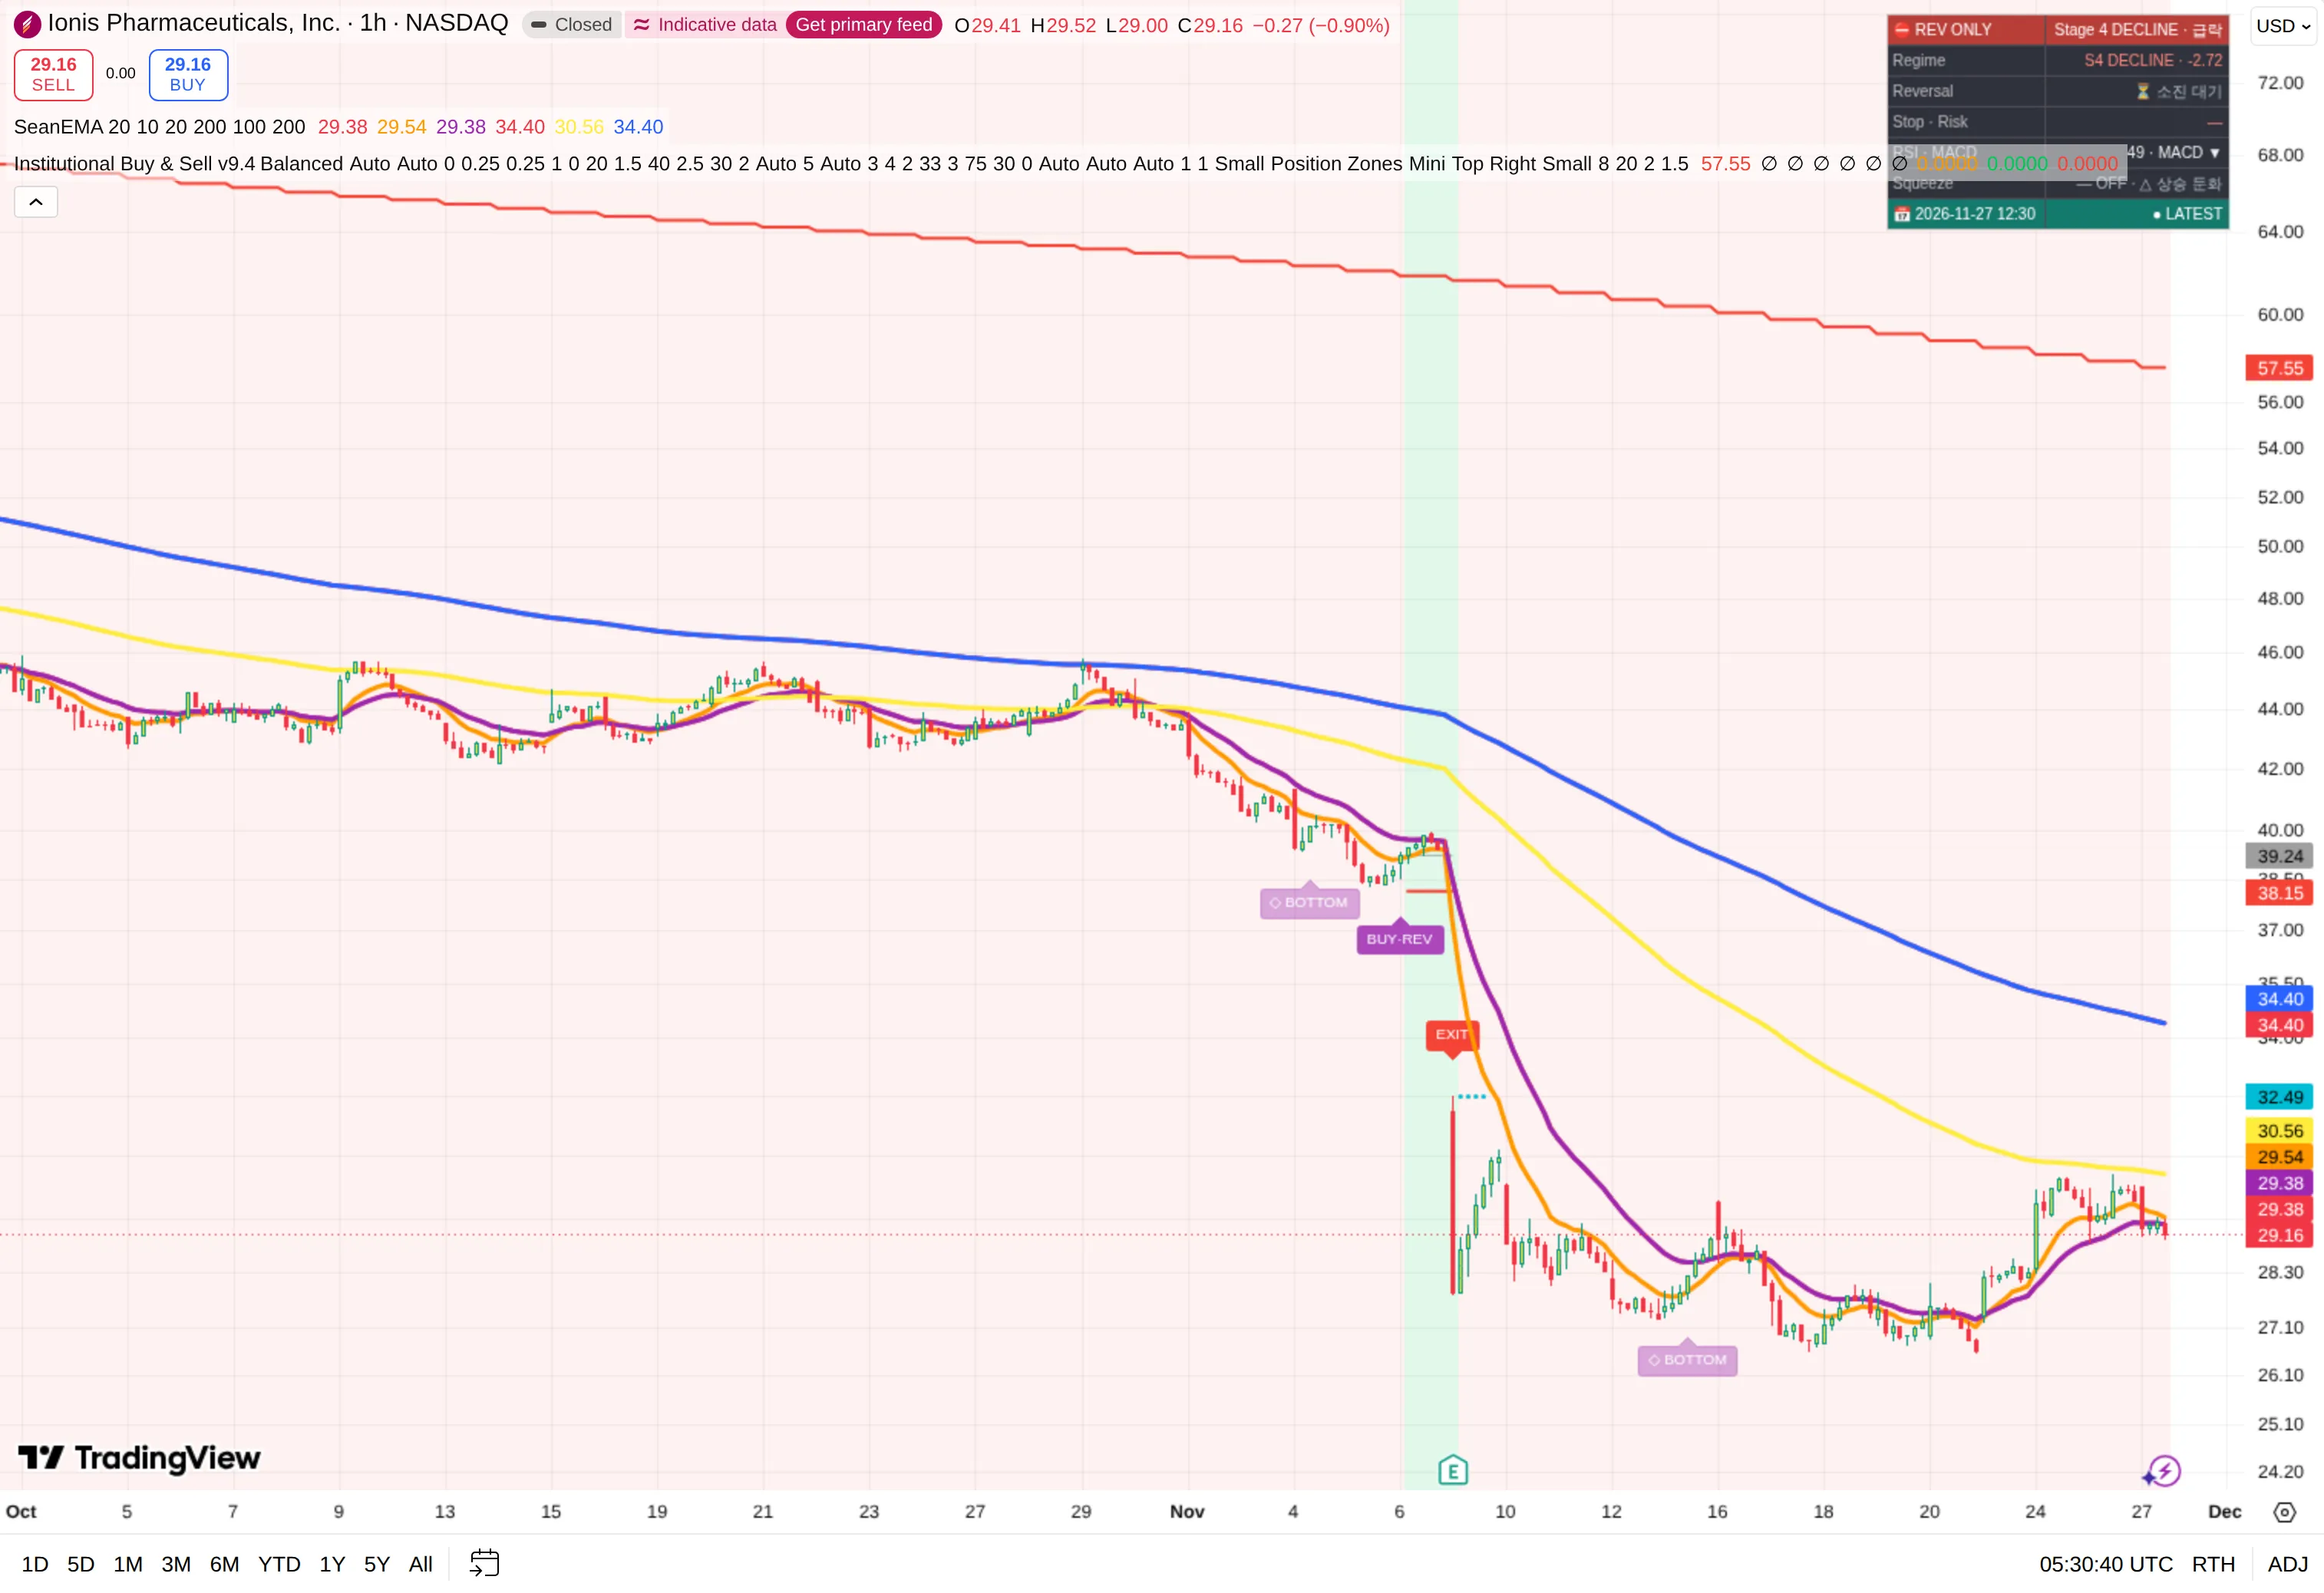 Ionis Pharmaceuticals, Inc. · 1h · NASDAQ Closed Indicative data Get primary feed O29.41 H29.52 L29.00 C29.16 −0.27 (−0.90%)
29.16 SELL 0.00 29.16 BUY
SeanEMA 20 10 20 200 100 200 29.38 29.54 29.38 34.40 30.56 34.40
Institutional Buy & Sell v9.4 Balanced Auto Auto 0 0.25 0.25 1 0 20 1.5 40 2.5 30 2 Auto 5 Auto 3 4 2 33 3 75 30 0 Auto Auto Auto 1 1 Small Position Zones Mini Top Right Small 8 20 2 1.5 57.55 ∅ ∅ ∅ ∅ ∅ ∅ 0.0000 0.0000 0.0000
⛔ REV ONLY Stage 4 DECLINE · 급락
Regime S4 DECLINE · -2.72
Reversal ⏳ 소진 대기
Stop · Risk —
RSI · MACD 49 · MACD ▼
Squeeze — OFF · △ 상승 둔화
📅 2026-11-27 12:30 ● LATEST
USD
72.00
68.00
64.00
60.00
57.55
56.00
54.00
52.00
50.00
48.00
46.00
44.00
42.00
40.00
39.24
38.15
37.00
34.40
34.40
32.49
30.56
29.54
29.38
29.38
29.16
28.30
27.10
26.10
25.10
24.20
◇ BOTTOM
BUY-REV
EXIT
◇ BOTTOM
E
TradingView
Oct 5 7 9 13 15 19 21 23 27 29 Nov 4 6 10 12 16 18 20 24 27 Dec
1D 5D 1M 3M 6M YTD 1Y 5Y All 05:30:40 UTC RTH ADJ